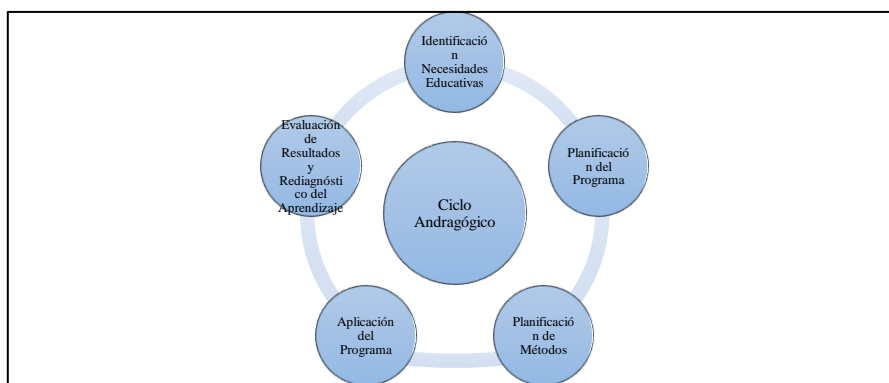 Identificació
n
Necesidades
Educativas
Planificació
n del
Programa
Planificació
n de
Métodos
Aplicación
del
Programa
Evaluación
de
Resultados
y
Rediagnósti
co del
Aprendizaje
Ciclo
Andragógico